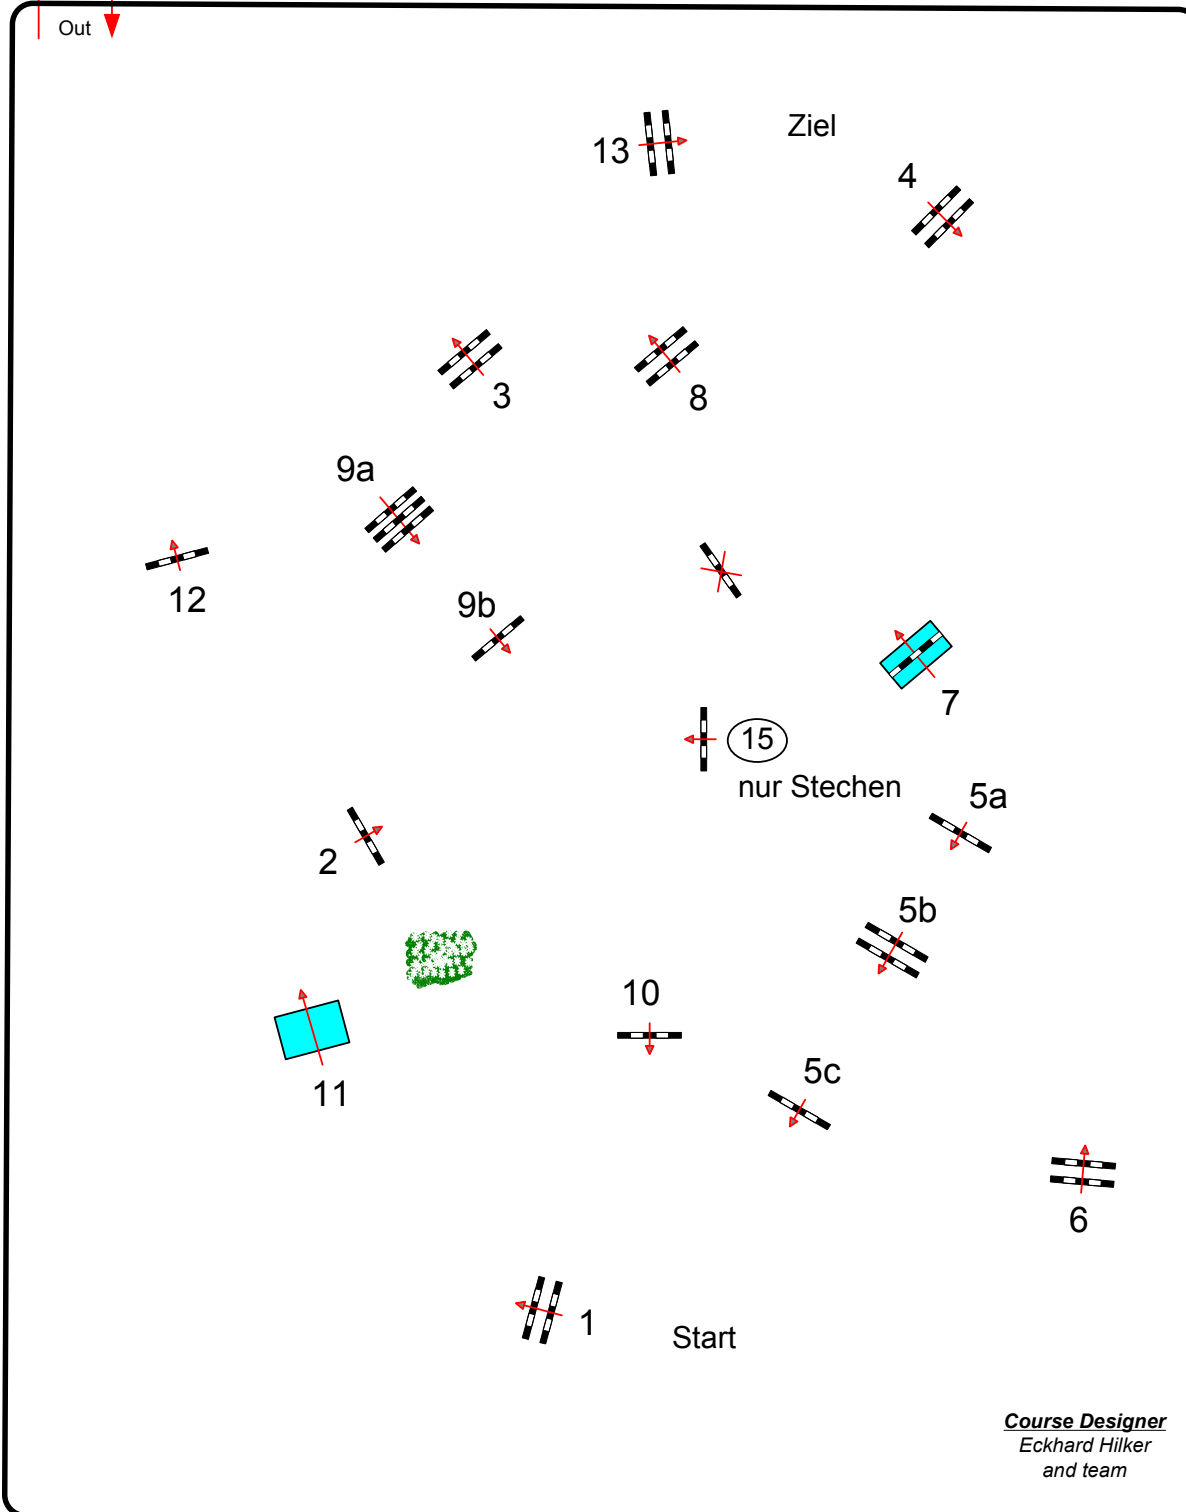 Out
Ziel
13
4
3
8
9a
12
9b
7
15
nur Stechen
5a
2
5b
10
5c
11
6
1
Start
Course Designer
Eckhard Hilker
and team